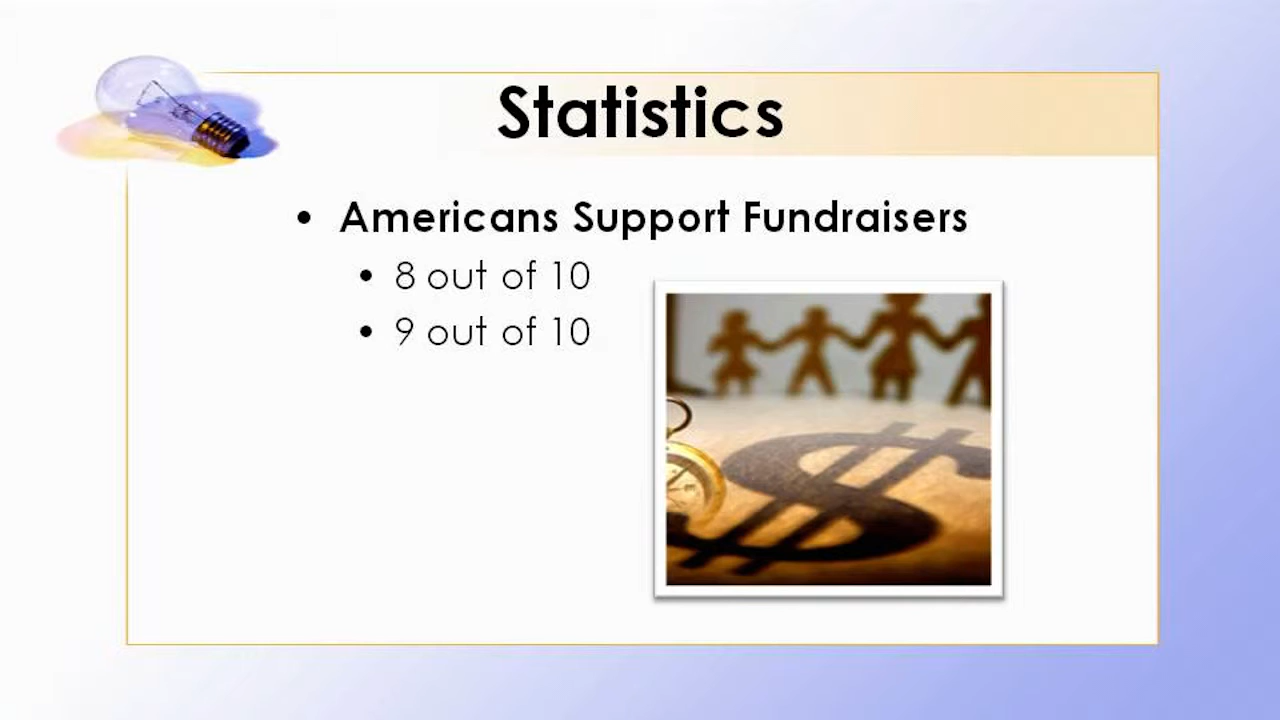 Statistics
• Americans Support Fundraisers
• 8 out of 10
• 9 out of 10